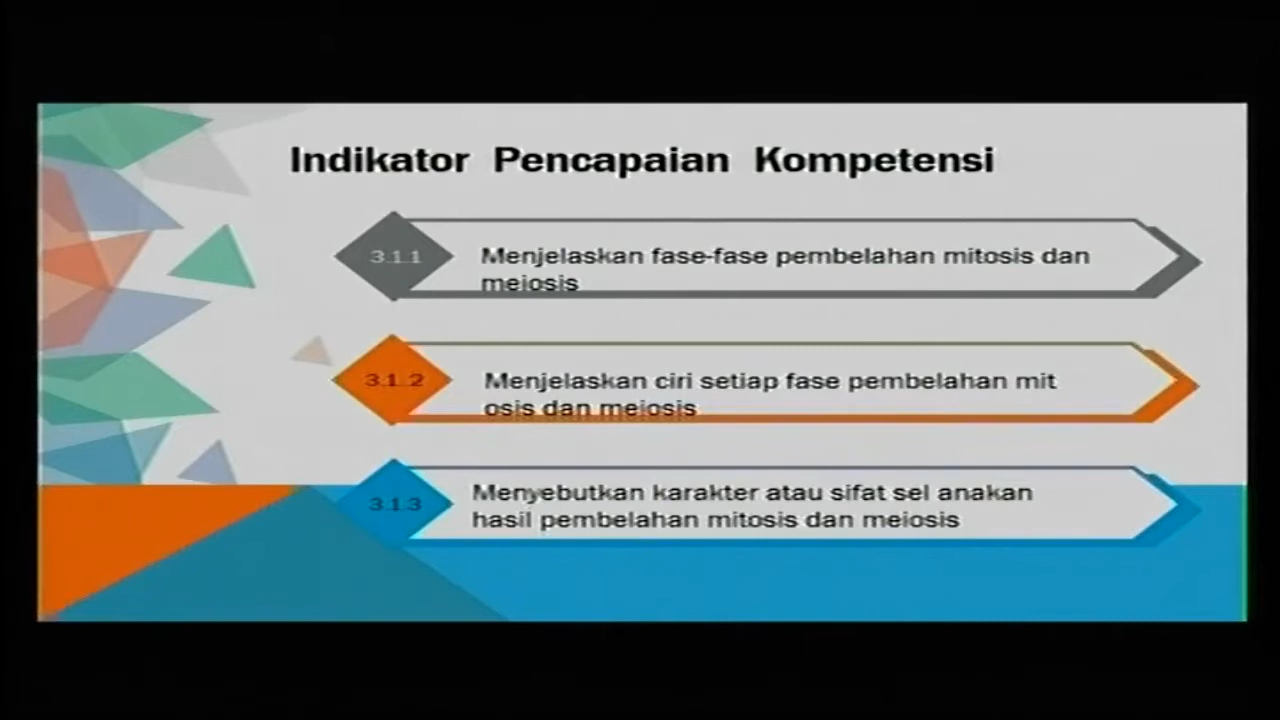 Indikator Pencapaian Kompetensi
3.1.1
Menjelaskan fase-fase pembelahan mitosis dan
meiosis
3.1.2
Menjelaskan ciri setiap fase pembelahan mit
osis dan meiosis
3.1.3
Menyebutkan karakter atau sifat sel anakan
hasil pembelahan mitosis dan meiosis